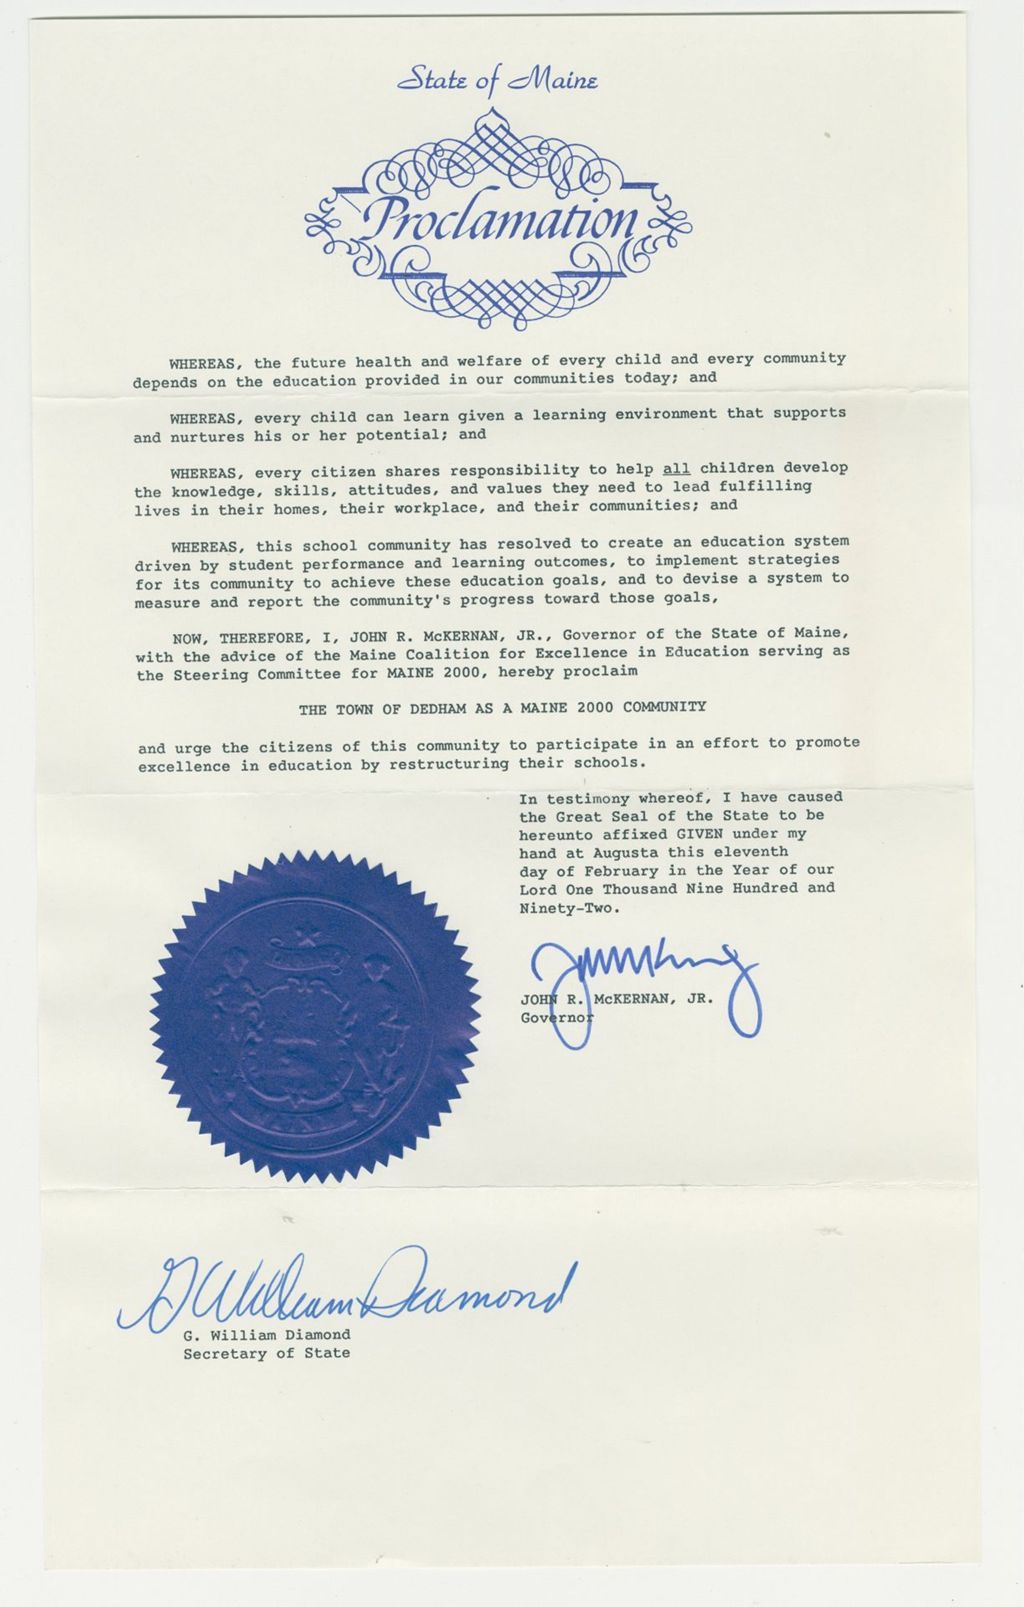 State of Maine
Proclamation
WHEREAS, the future health and welfare of every child and every community
depends on the education provided in our communities today; and
WHEREAS, every child can learn given a learning environment that supports
and nurtures his or her potential; and
WHEREAS, every citizen shares responsibility to help all children develop
the knowledge, skills, attitudes, and values they need to lead fulfilling
lives in their homes, their workplace, and their communities; and
WHEREAS, this school community has resolved to create an education system
driven by student performance and learning outcomes, to implement strategies
for its community to achieve these education goals, and to devise a system to
measure and report the community's progress toward those goals,
NOW, THEREFORE, I, JOHN R. McKERNAN, JR., Governor of the State of Maine,
with the advice of the Maine Coalition for Excellence in Education serving as
the Steering Committee for MAINE 2000, hereby proclaim
THE TOWN OF DEDHAM AS A MAINE 2000 COMMUNITY
and urge the citizens of this community to participate in an effort to promote
excellence in education by restructuring their schools.
In testimony whereof, I have caused
the Great Seal of the State to be
hereunto affixed GIVEN under my
hand at Augusta this eleventh
day of February in the Year of our
Lord One Thousand Nine Hundred and
Ninety-Two.
JOHN R. McKERNAN, JR.
Governor
MAINE
G William Diamond
G. William Diamond
Secretary of State